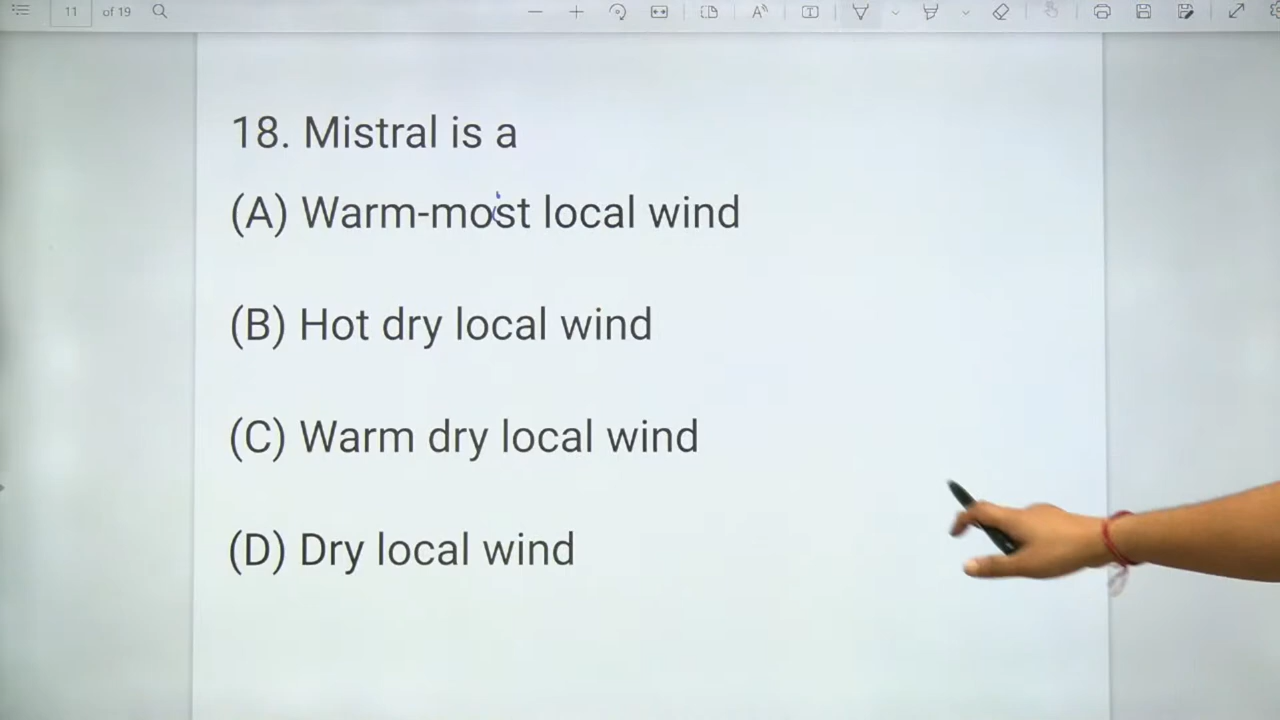 11 of 19
18. Mistral is a
(A) Warm-most local wind
(B) Hot dry local wind
(C) Warm dry local wind
(D) Dry local wind